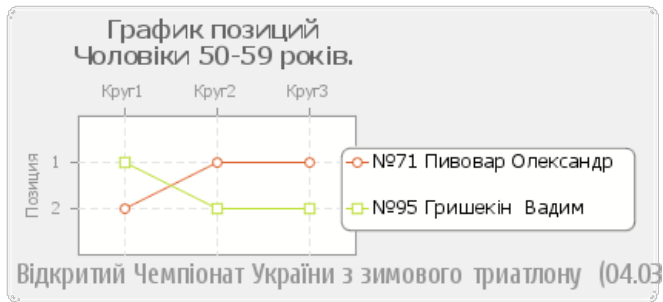 График позиций
Чоловіки 50-59 років.
Круг1 Круг2 Круг3
Позиция
1
2
№71 Пивовар Олександр
№95 Гришекін Вадим
Відкритий Чемпіонат України з зимового триатлону (04.03